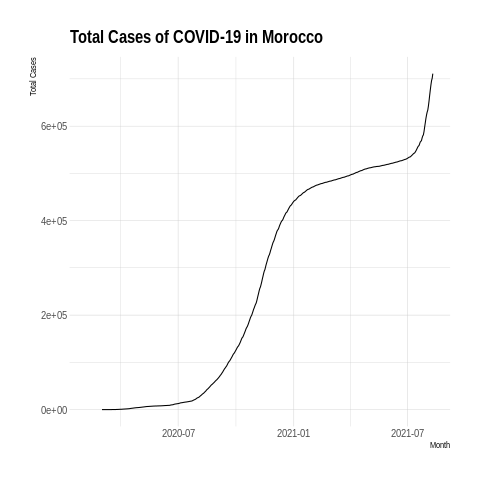 Total Cases of COVID-19 in Morocco
Total Cases
6e+05
4e+05
2e+05
0e+00
2020-07 2021-01 2021-07
Month